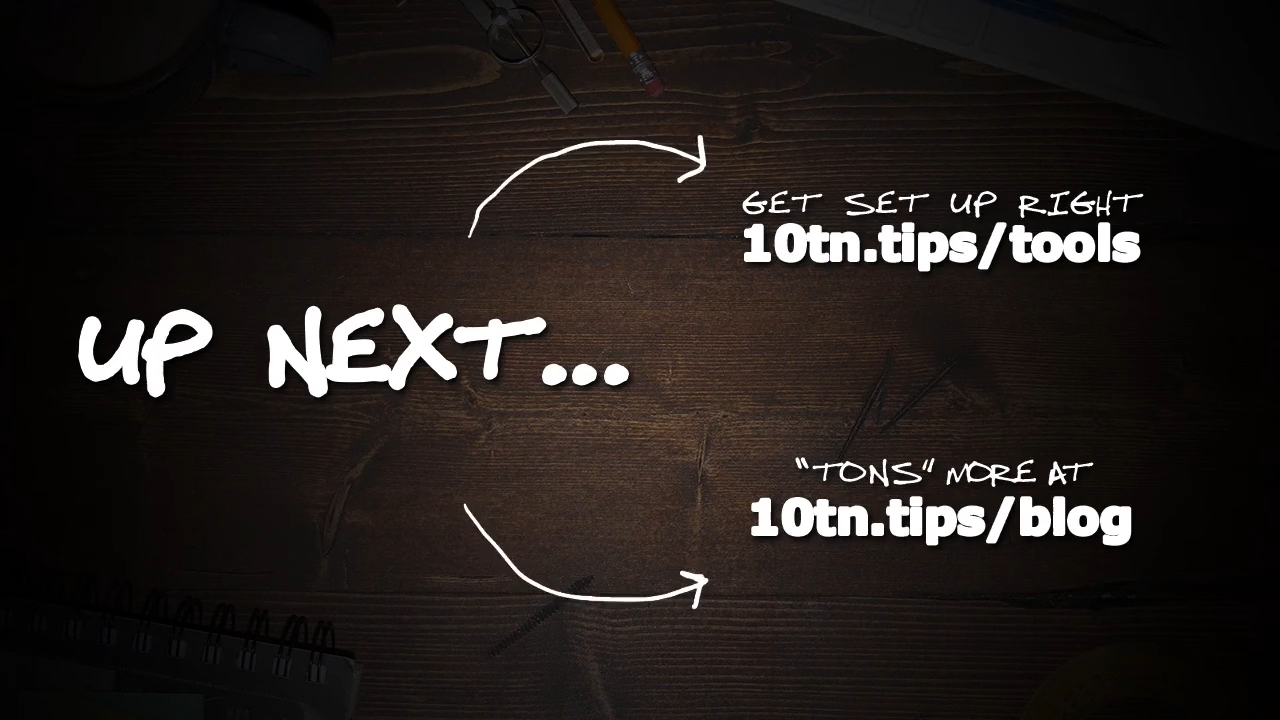 GET SET UP RIGHT
10tn.tips/tools
UP NEXT...
"TONS" MORE AT
10tn.tips/blog